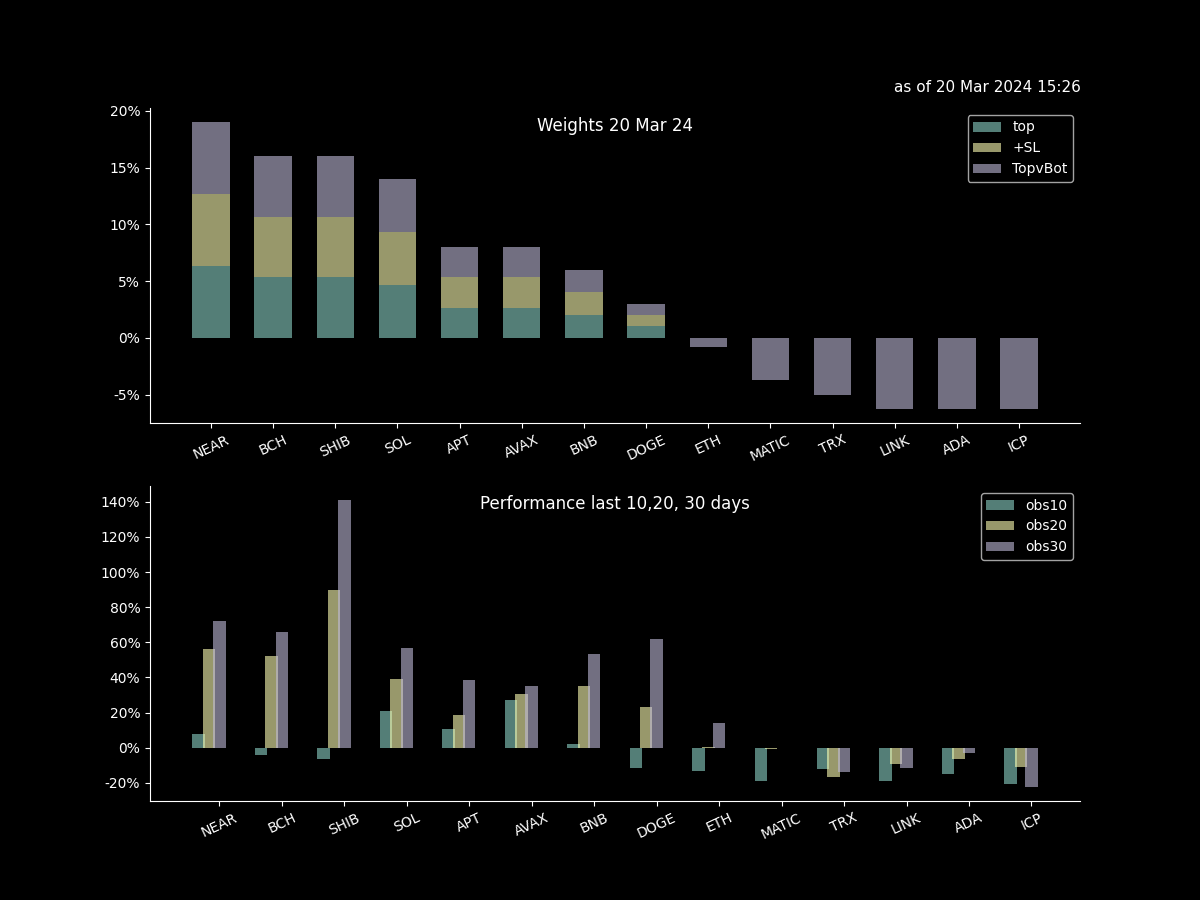 as of 20 Mar 2024 15:26
Weights 20 Mar 24
top
+SL
TopvBot
20%
15%
10%
5%
0%
-5%
NEAR BCH SHIB SOL APT AVAX BNB DOGE ETH MATIC TRX LINK ADA ICP
Performance last 10,20, 30 days
obs10
obs20
obs30
140%
120%
100%
80%
60%
40%
20%
0%
-20%
NEAR BCH SHIB SOL APT AVAX BNB DOGE ETH MATIC TRX LINK ADA ICP